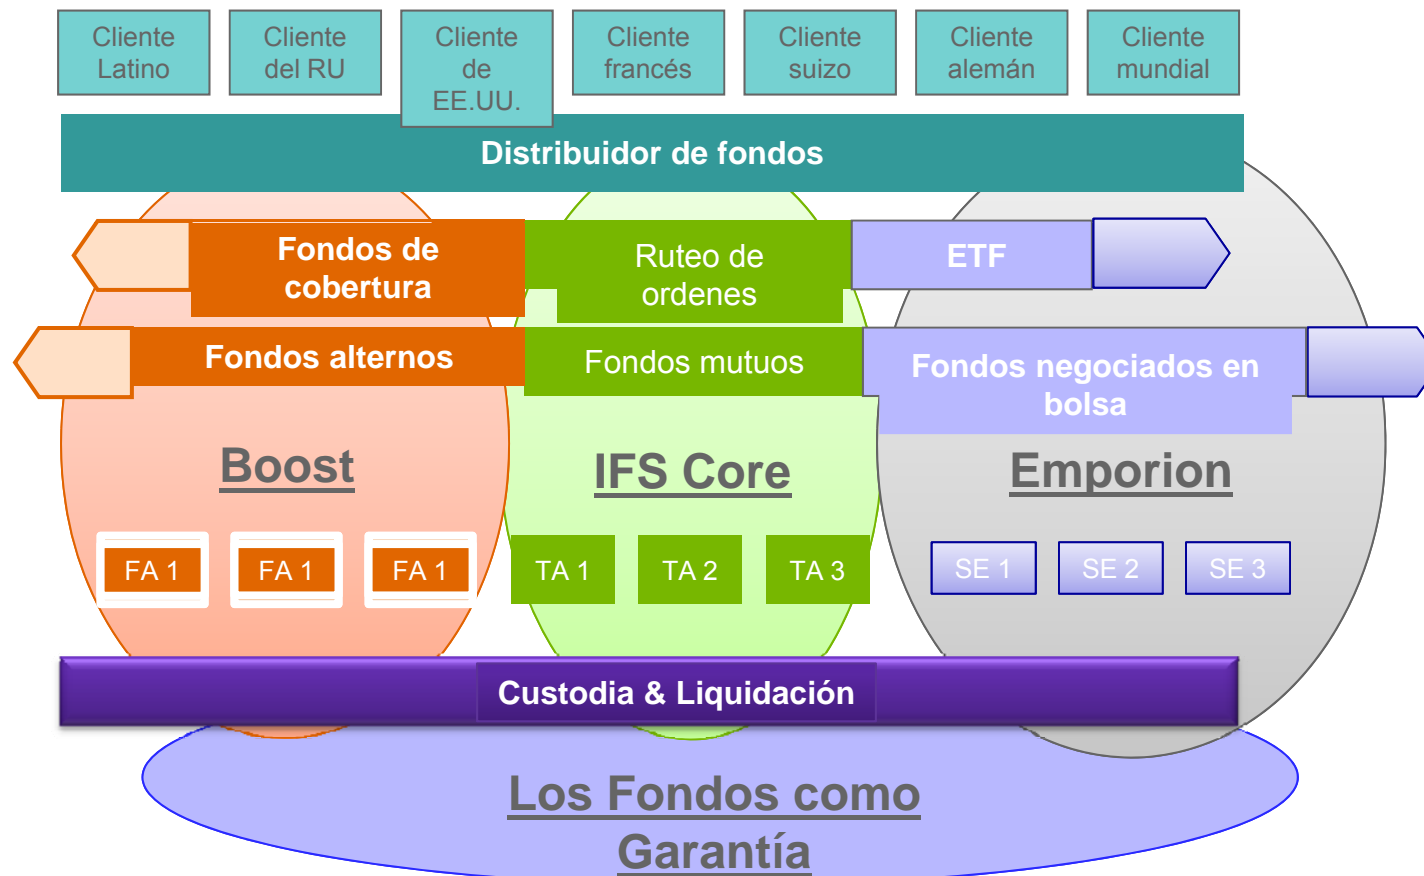 Cliente
Latino
Cliente
del RU
Cliente
de
EE.UU.
Cliente
francés
Cliente
suizo
Cliente
alemán
Cliente
mundial
Distribuidor de fondos
Fondos de
cobertura
Ruteo de
ordenes
ETF
Fondos alternos
Fondos mutuos
Fondos negociados en
bolsa
Boost
IFS Core
Emporion
FA 1
FA 1
FA 1
TA 1
TA 2
TA 3
SE 1
SE 2
SE 3
Custodia & Liquidación
Los Fondos como
Garantía